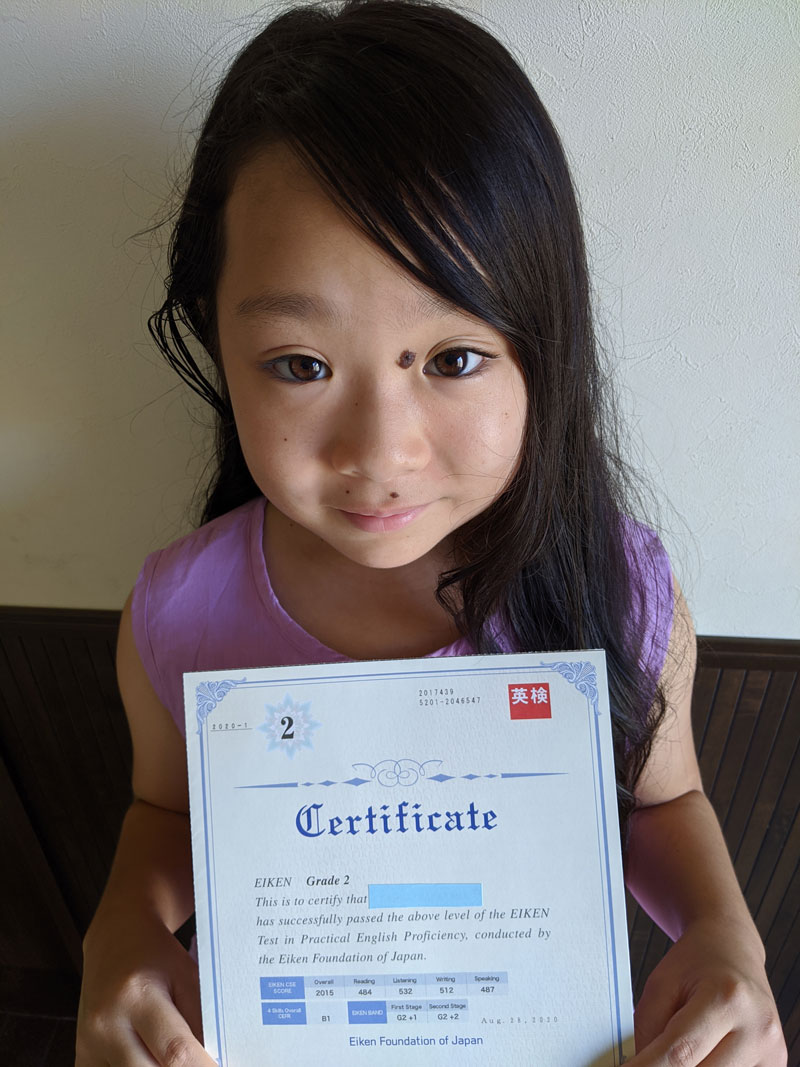 2017439
5201-2046547
英検
2020-1
2
Certificate
EIKEN Grade 2
This is to certify that
has successfully passed the above level of the EIKEN
Test in Practical English Proficiency, conducted by
the Eiken Foundation of Japan.
EIKEN CSE SCORE Overall Reading Listening Writing Speaking
2015 484 532 512 487
4 Skills Overall CEFR B1 EIKEN BAND First Stage Second Stage
G2 +1 G2 +2
Aug. 25, 2020
Eiken Foundation of Japan